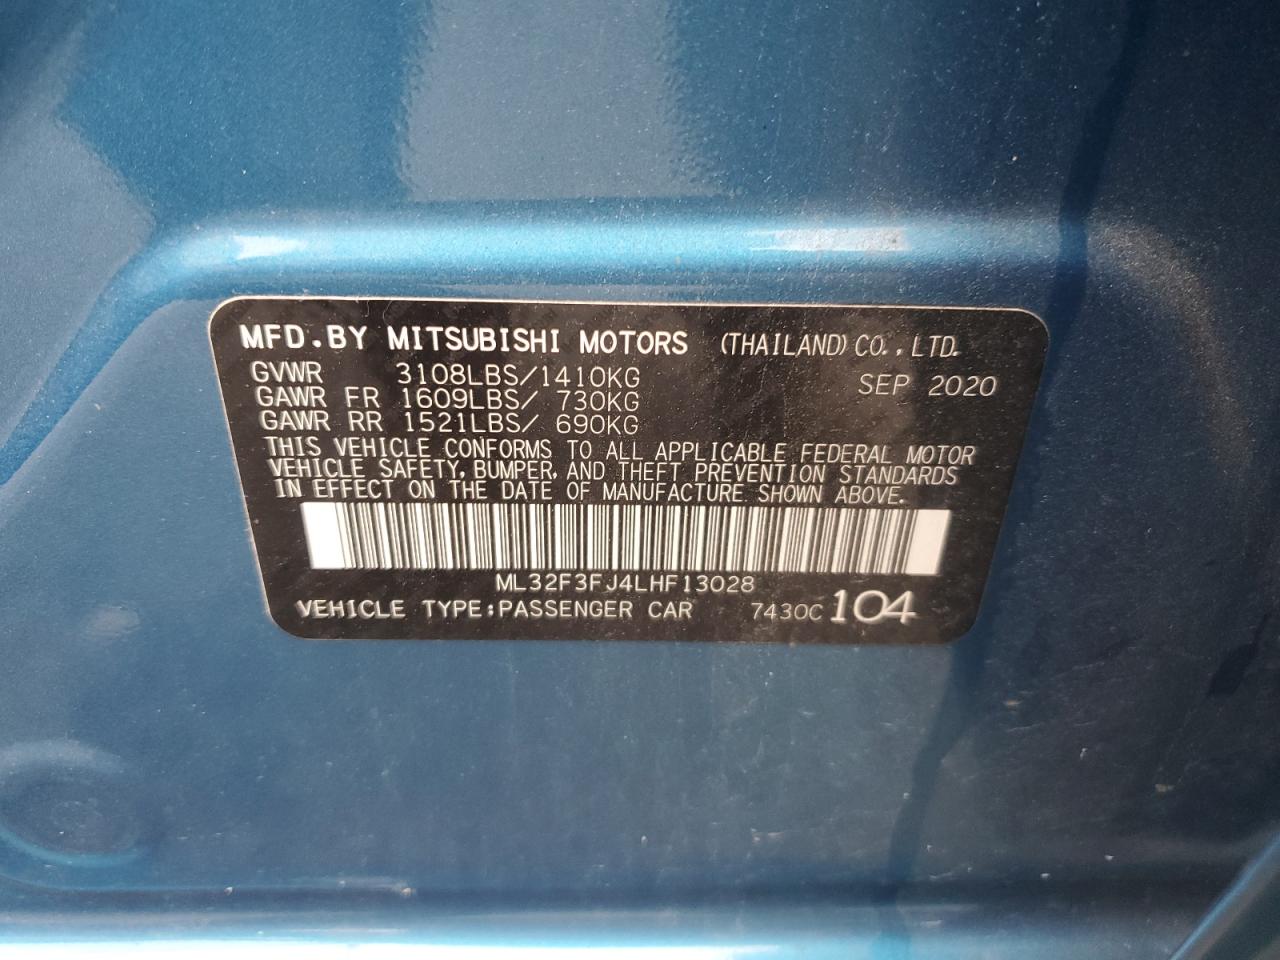 MFD.BY MITSUBISHI MOTORS (THAILAND) CO.,LTD.
GVWR 3108LBS/1410KG SEP 2020
GAWR FR 1609LBS/ 730KG
GAWR RR 1521LBS/ 690KG
THIS VEHICLE CONFORMS TO ALL APPLICABLE FEDERAL MOTOR
VEHICLE SAFETY, BUMPER, AND THEFT PREVENTION STANDARDS
IN EFFECT ON THE DATE OF MANUFACTURE SHOWN ABOVE.
ML32F3FJ4LHF13028
VEHICLE TYPE:PASSENGER CAR 7430C 104